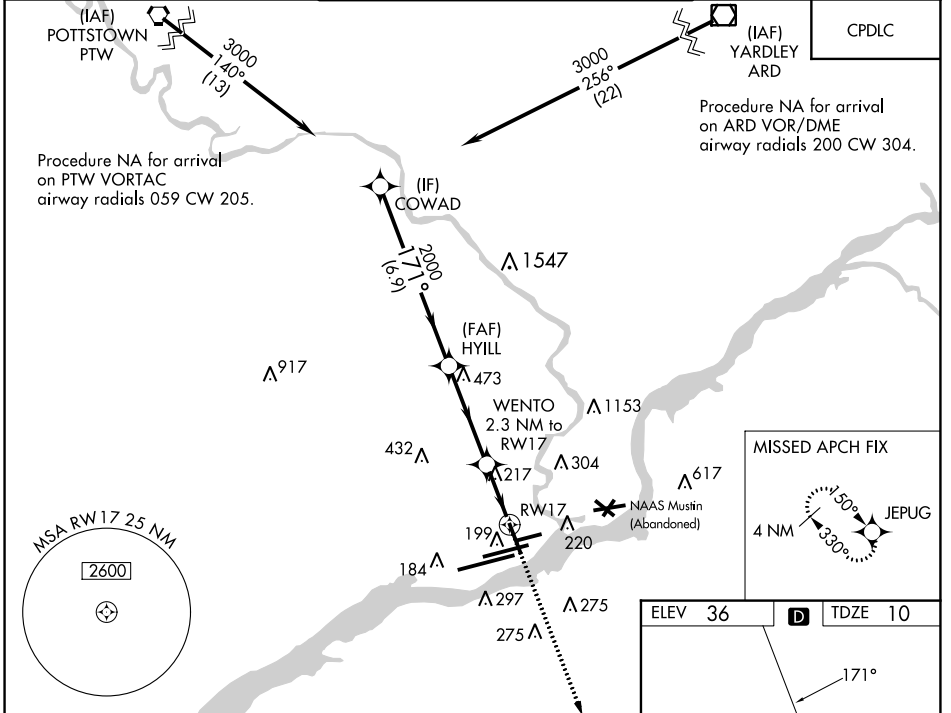 (IAF)
POTTSTOWN
PTW
3000
140°
(13)
3000
256°
(22)
(IAF)
YARDLEY
ARD
CPDLC
Procedure NA for arrival
on ARD VOR/DME
airway radials 200 CW 304.
Procedure NA for arrival
on PTW VORTAC
airway radials 059 CW 205.
(IF)
COWAD
2000
171°
(6.9)
1547
(FAF)
HYILL
917
473
WENTO
2.3 NM to
RW17
1153
432
217
304
617
RW17
NAAS Mustin
(Abandoned)
199
220
184
297
275
275
MSA RW17 25 NM
2600
MISSED APCH FIX
4 NM
150°
330°
JEPUG
ELEV 36
D
TDZE 10
171°